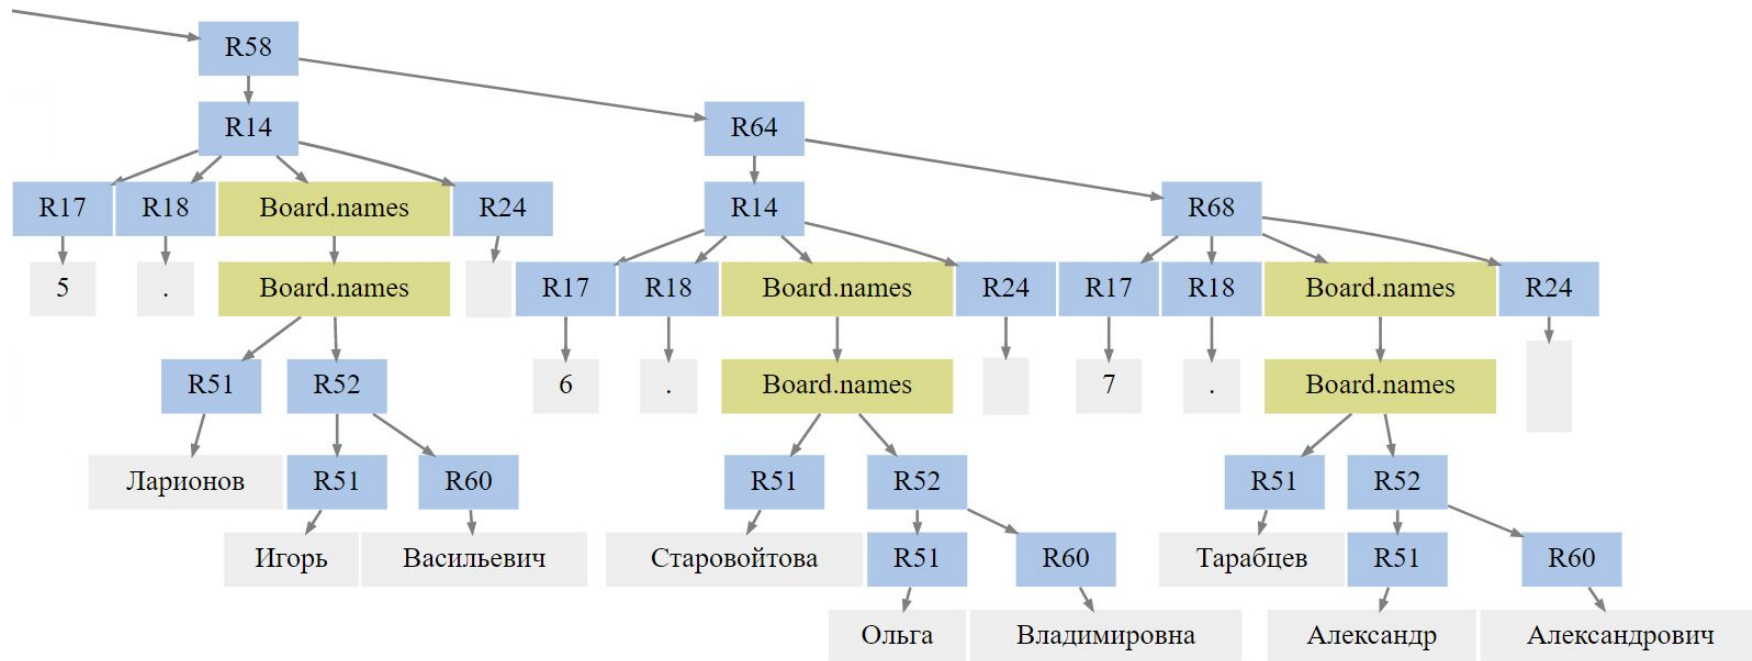 R58
R14 R64
R17 R18 Board.names R24 R14 R68
5 . Board.names R17 R18 Board.names R24 R17 R18 Board.names R24
R51 R52 6 . Board.names 7 . Board.names
Ларионов R51 R60 R51 R52 R51 R52
Игорь Васильевич Старовойтова R51 R60 Тарабцев R51 R60
Ольга Владимировна Александр Александрович